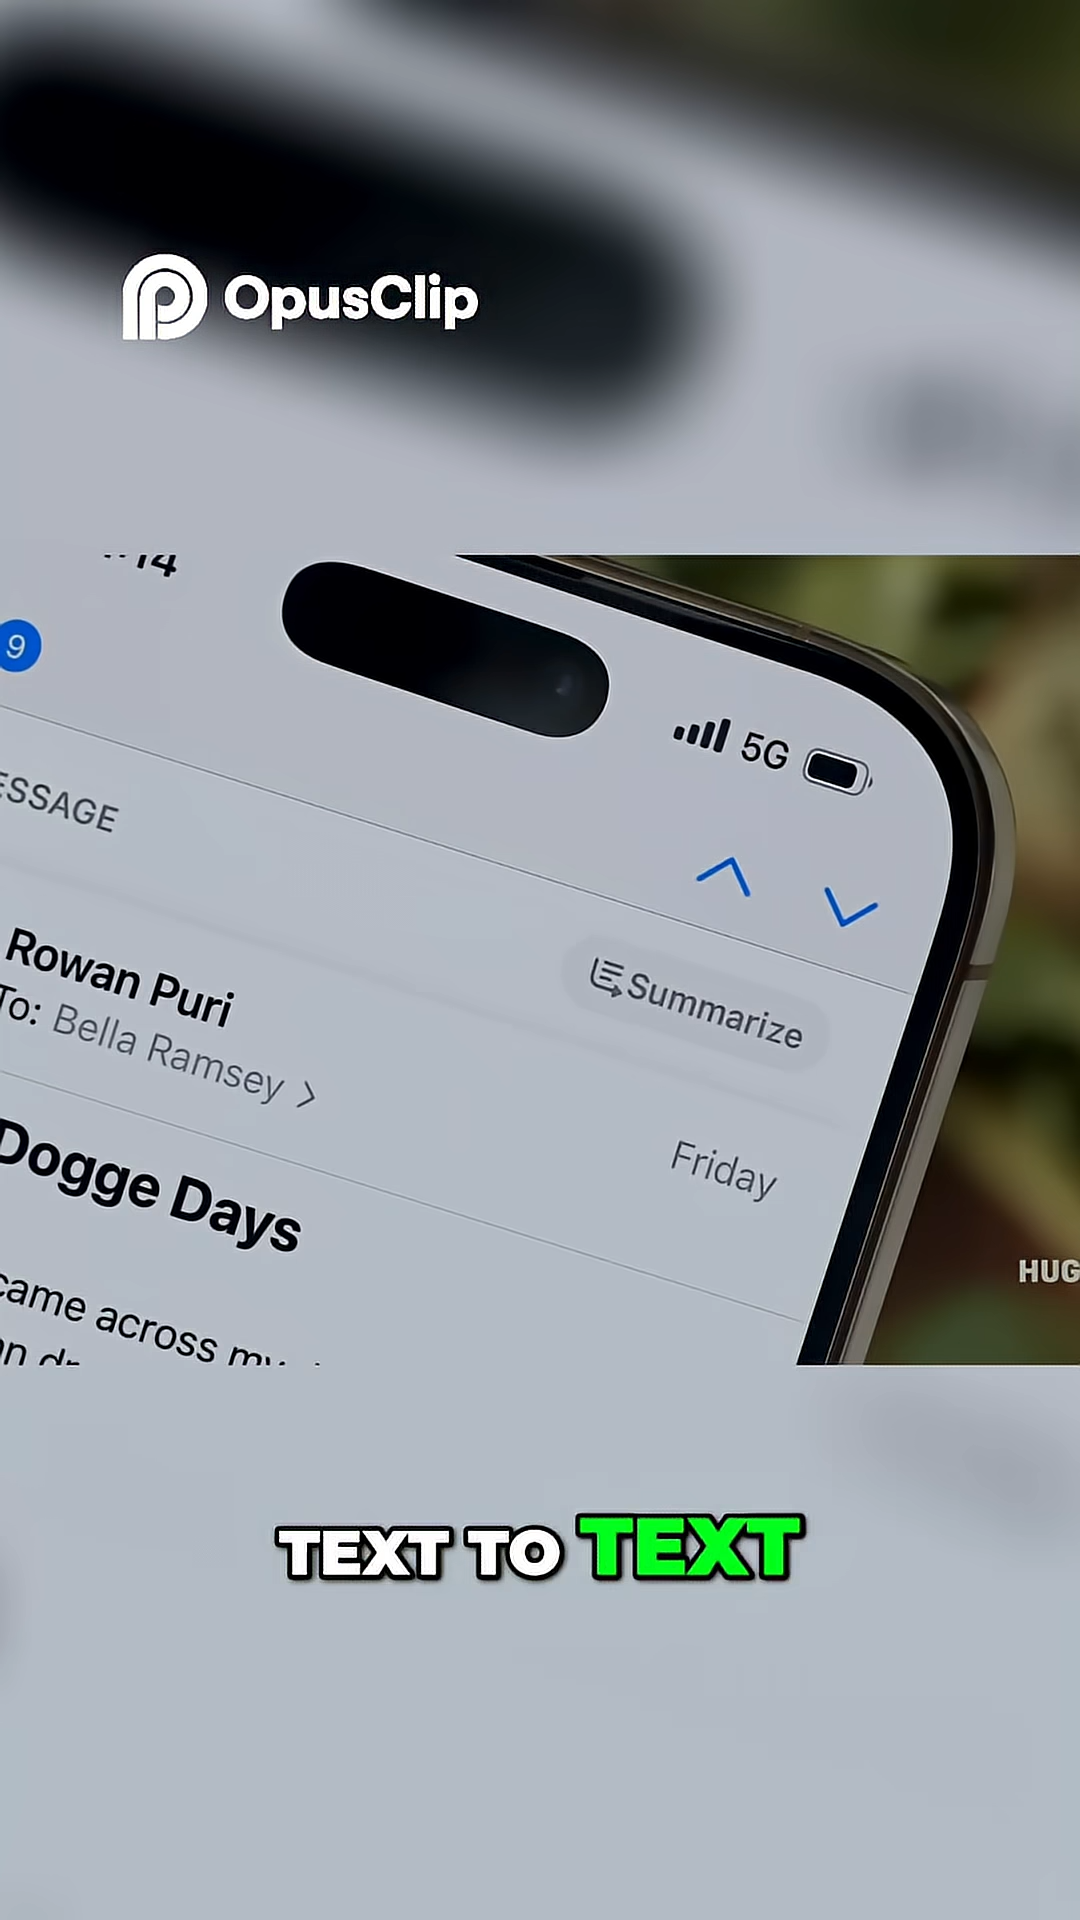 OpusClip
14
9
5G
ESSAGE
Summarize
Rowan Puri
To: Bella Ramsey >
Friday
Dogge Days
came across my
HUG
TEXT TO TEXT